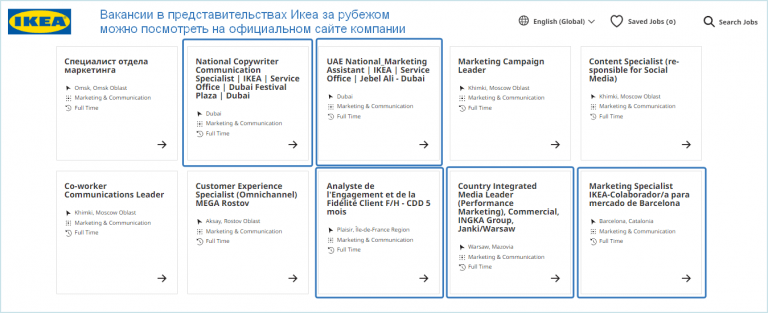 IKEA
Вакансии в представительствах Икеа за рубежом
можно посмотреть на официальном сайте компании
English (Global)
Saved Jobs (0)
Search Jobs
Специалист отдела
маркетинга
Omsk, Omsk Oblast
Marketing & Communication
Full Time
National Copywriter
Communication
Specialist | IKEA | Service
Office | Dubai Festival
Plaza | Dubai
Dubai
Marketing & Communication
Full Time
UAE National_Marketing
Assistant | IKEA | Service
Office | Jebel Ali - Dubai
Dubai
Marketing & Communication
Full Time
Marketing Campaign
Leader
Khimki, Moscow Oblast
Marketing & Communication
Full Time
Content Specialist (re-
sponsible for Social
Media)
Khimki, Moscow Oblast
Marketing & Communication
Full Time
Co-worker
Communications Leader
Khimki, Moscow Oblast
Marketing & Communication
Full Time
Customer Experience
Specialist (Omnichannel)
MEGA Rostov
Aksay, Rostov Oblast
Marketing & Communication
Full Time
Analyste de
l'Engagement et de la
Fidélité Client F/H - CDD 5
mois
Plaisir, Île-de-France Region
Marketing & Communication
Full Time
Country Integrated
Media Leader
(Performance
Marketing), Commercial,
INGKA Group,
Janki/Warsaw
Warsaw, Mazovia
Marketing & Communication
Full Time
Marketing Specialist
IKEA-Colaborador/a para
mercado de Barcelona
Barcelona, Catalonia
Marketing & Communication
Full Time